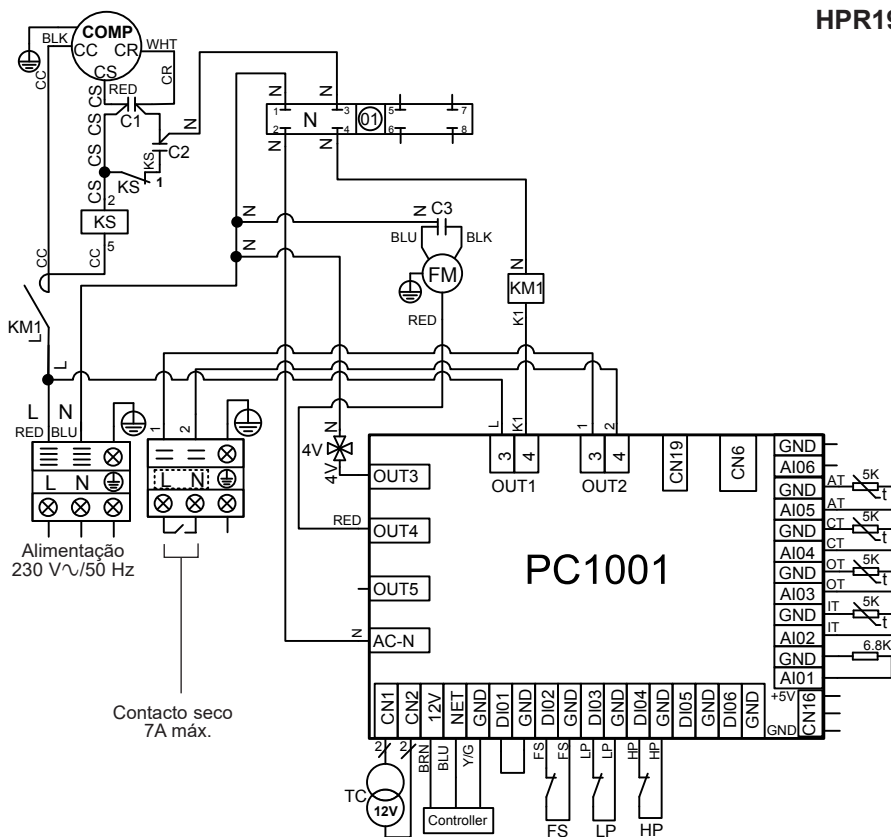 HPR19
COMP
BLK
CC
CR
WHT
CS
RED
CC
CR
CS
C1
CS
CS
C2
KS
KS
1
CS
2
KS
5
CC
CC
KM1
L
L
N
N
N
1
3
5
7
N
01
2
4
6
8
N
N
N
N
N
C3
BLU
BLK
FM
RED
N
KM1
K1
L
N
RED
BLU
L
N
1
2
L
N
Alimentação
230 V∿/50 Hz
Contacto seco
7A máx.
N
4V
4V
L
K1
1
2
3
4
3
4
OUT1
OUT2
CN19
CN6
OUT3
RED
OUT4
OUT5
N
AC-N
PC1001
GND
AI06
GND
AT
5K
t
AI05
AT
GND
CT
5K
t
AI04
CT
GND
OT
5K
t
AI03
OT
GND
IT
5K
t
AI02
IT
GND
6.8K
AI01
+5V
CN16
GND
CN1
CN2
12V
NET
GND
DI01
GND
DI02
GND
DI03
GND
DI04
GND
DI05
GND
DI06
GND
2
2
BRN
BLU
Y/G
FS
FS
LP
LP
HP
HP
TC
12V
Controller
FS
LP
HP